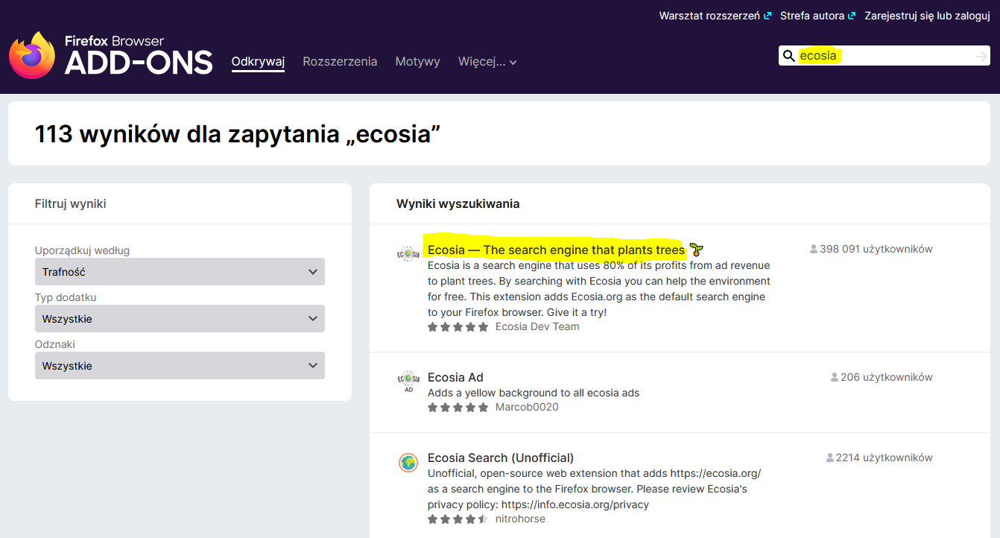 Warsztat rozszerzeń Strefa autora Zarejestruj się lub zaloguj
Firefox Browser
ADD-ONS
Odkrywaj Rozszerzenia Motywy Więcej...
ecosia
113 wyników dla zapytania „ecosia”
Filtruj wyniki
Uporządkuj według
Trafność
Typ dodatku
Wszystkie
Odznaki
Wszystkie
Wyniki wyszukiwania
ECOSIA
Ecosia — The search engine that plants trees
398 091 użytkowników
Ecosia is a search engine that uses 80% of its profits from ad revenue
to plant trees. By searching with Ecosia you can help the environment
for free. This extension adds Ecosia.org as the default search engine
to your Firefox browser. Give it a try!
Ecosia Dev Team
ECOSIA
AD
Ecosia Ad
206 użytkowników
Adds a yellow background to all ecosia ads
Marcob0020
Ecosia Search (Unofficial)
2214 użytkowników
Unofficial, open-source web extension that adds https://ecosia.org/
as a search engine to the Firefox browser. Please review Ecosia's
privacy policy: https://info.ecosia.org/privacy
nitrohorse